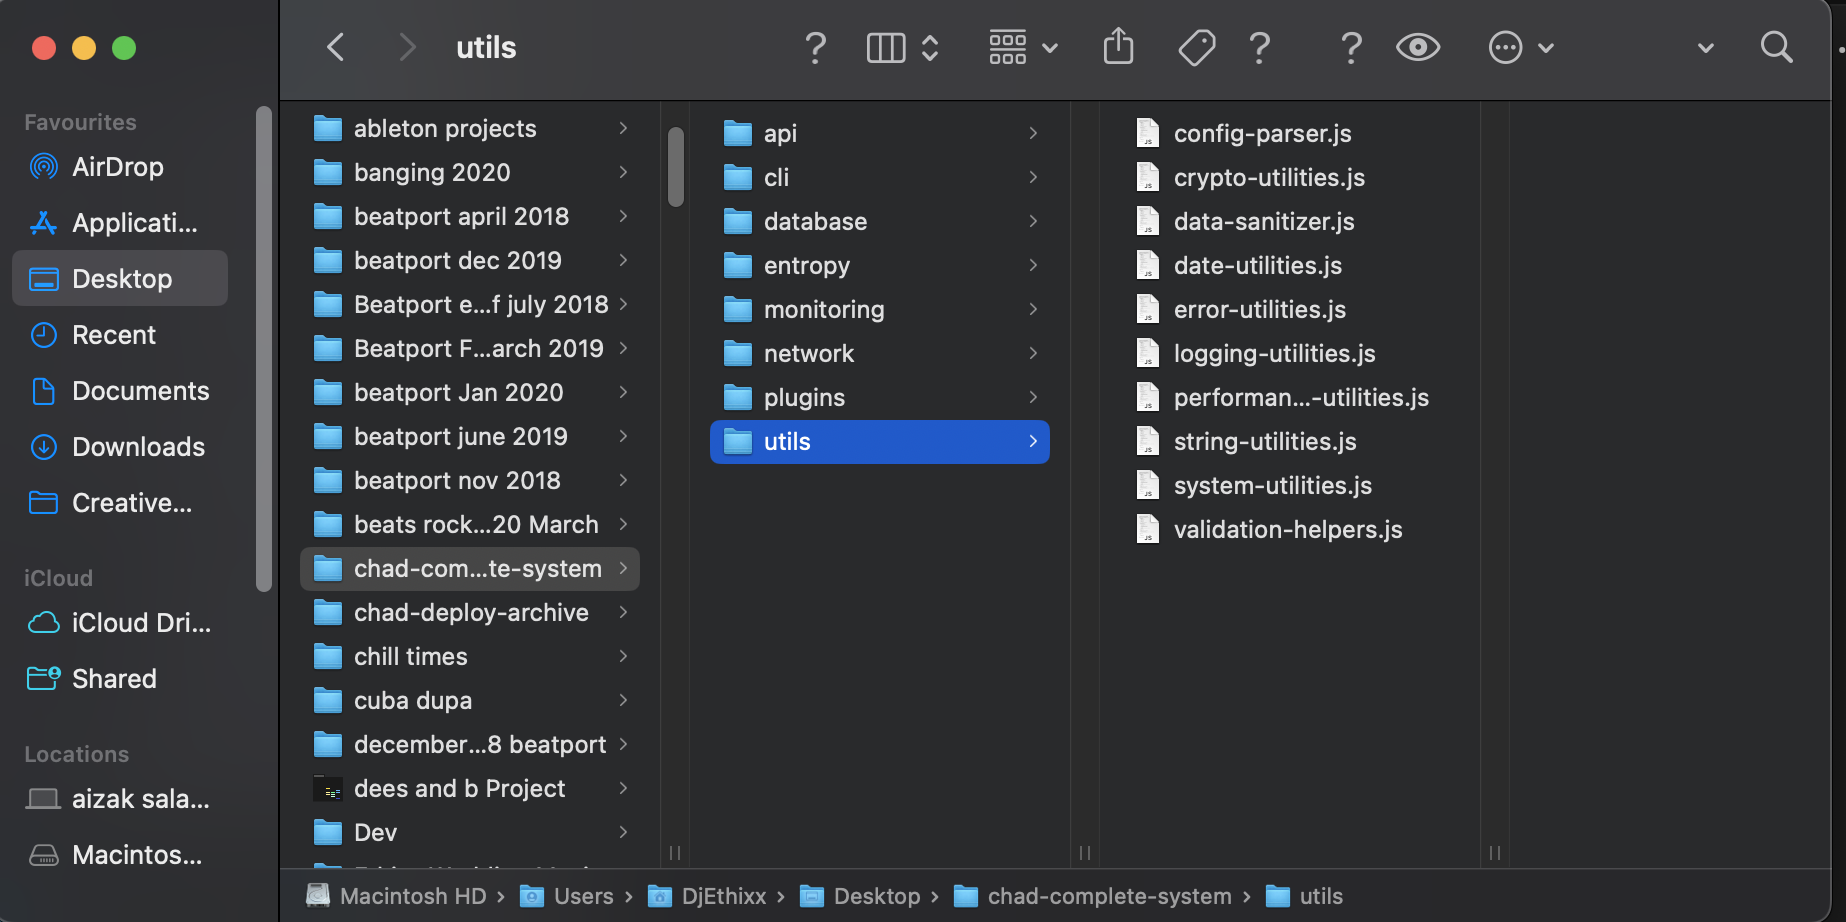 utils
Favourites
AirDrop
Applicati...
Desktop
Recent
Documents
Downloads
Creative...
iCloud
iCloud Dri...
Shared
Locations
aizak sala...
Macintos...
ableton projects
banging 2020
beatport april 2018
beatport dec 2019
Beatport e...f july 2018
Beatport F...arch 2019
beatport Jan 2020
beatport june 2019
beatport nov 2018
beats rock...20 March
chad-com...te-system
chad-deploy-archive
chill times
cuba dupa
december...8 beatport
dees and b Project
Dev
api
cli
database
entropy
monitoring
network
plugins
utils
config-parser.js
crypto-utilities.js
data-sanitizer.js
date-utilities.js
error-utilities.js
logging-utilities.js
performan...-utilities.js
string-utilities.js
system-utilities.js
validation-helpers.js
Macintosh HD › Users › DjEthixx › Desktop › chad-complete-system › utils